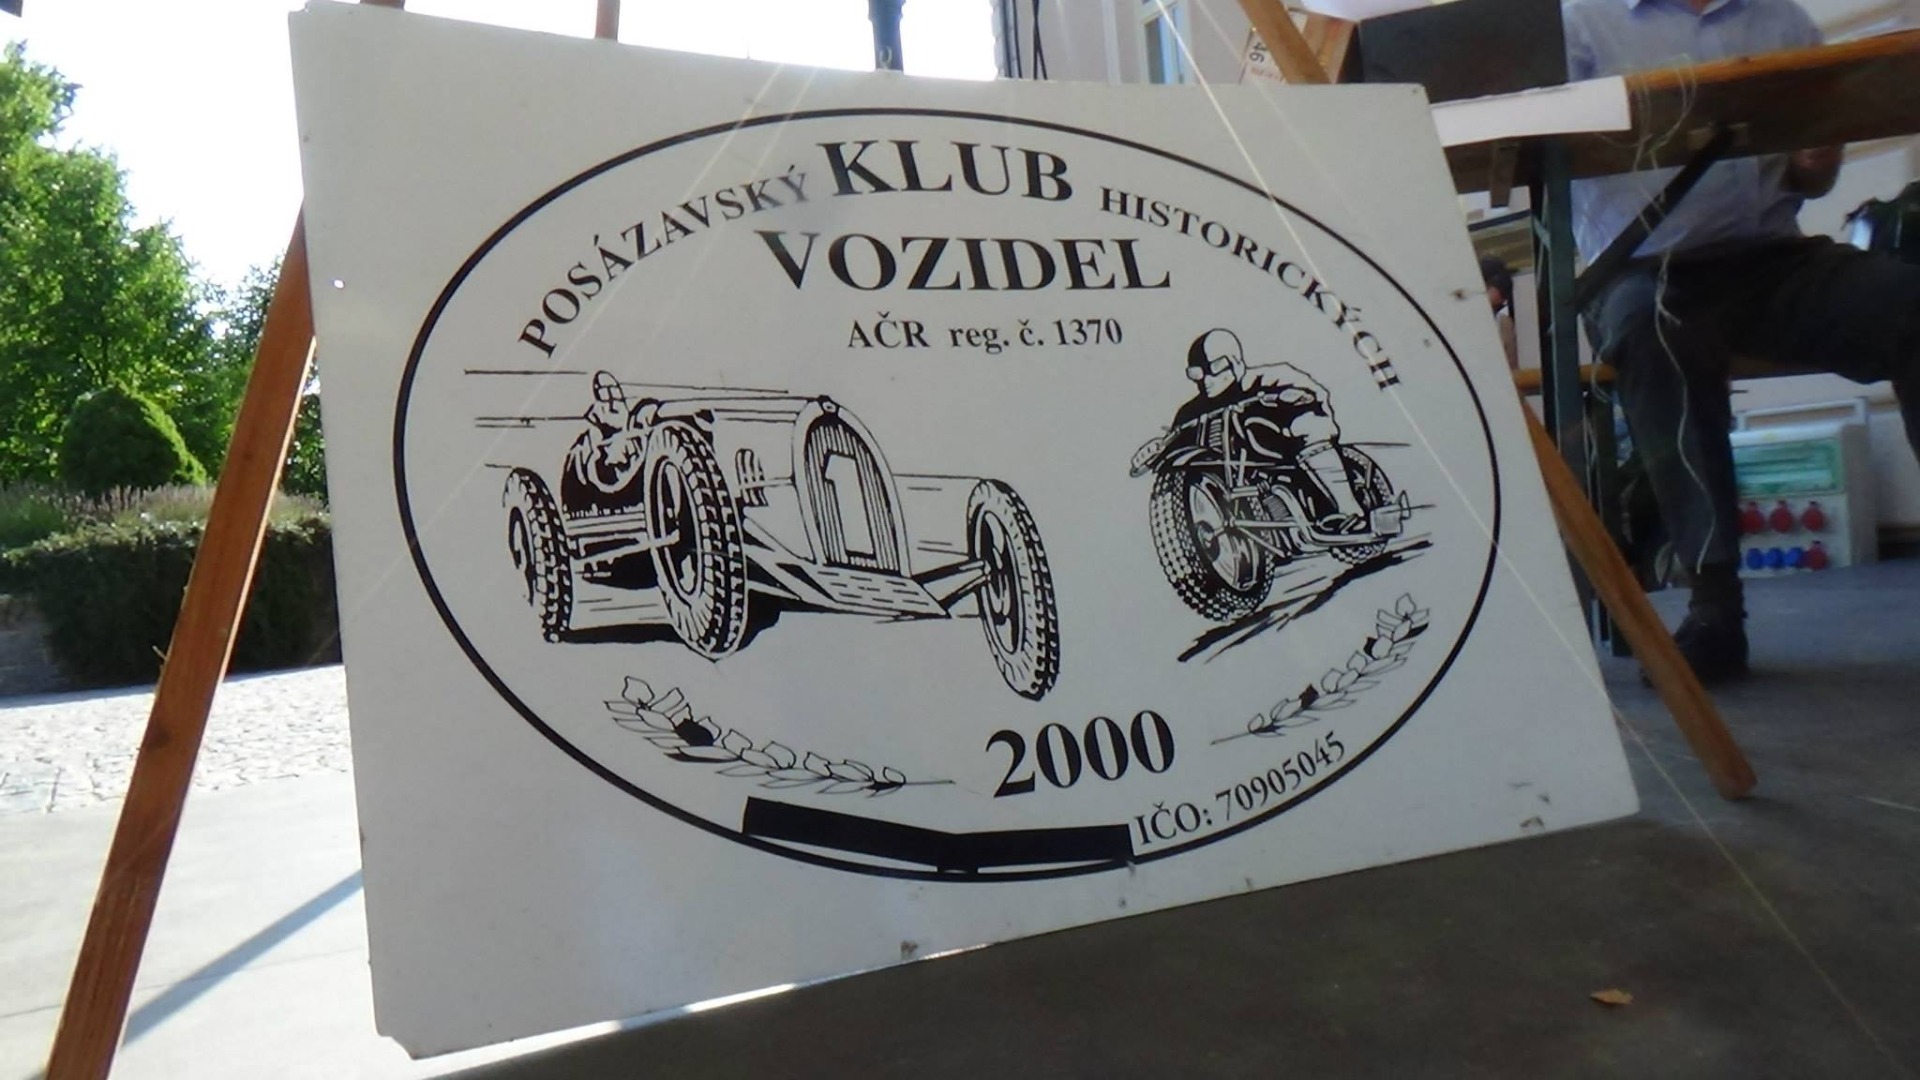 POSÁZAVSKÝ KLUB HISTORICKÝCH
VOZIDEL
AČR reg. č. 1370
1
2000
IČO: 70905045